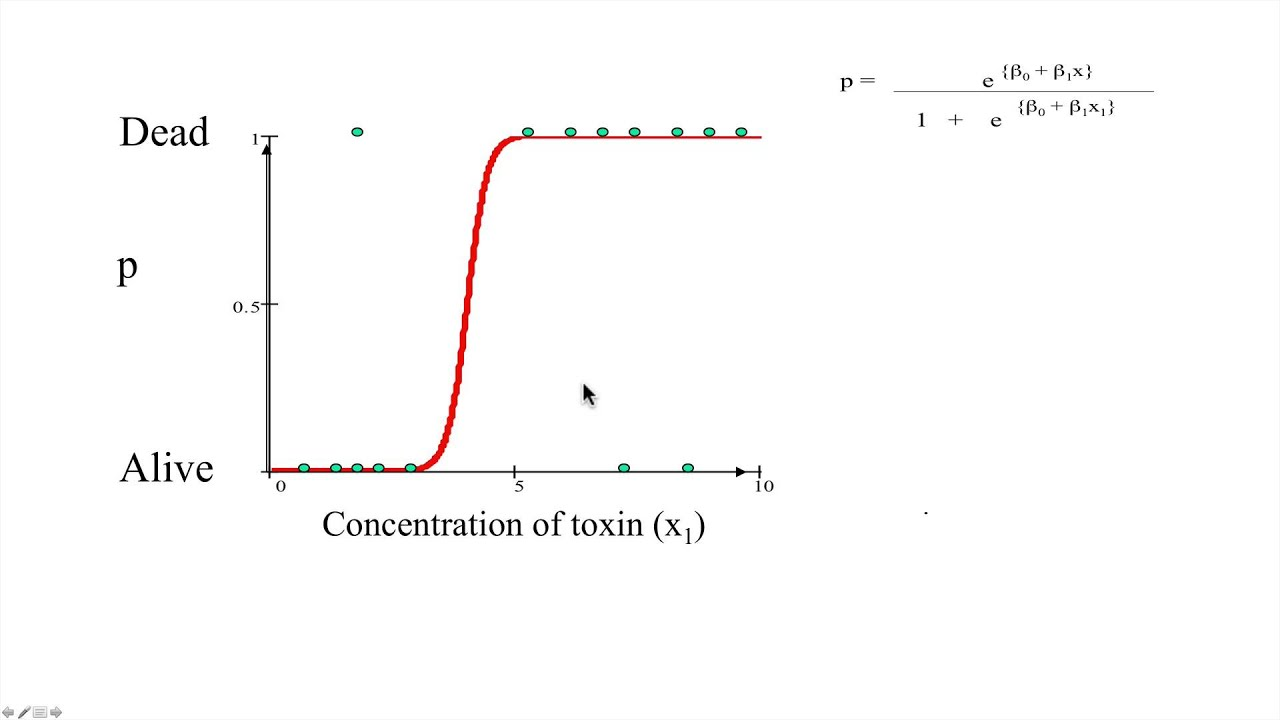 p = e {β0 + β1x}
1 + e {β0 + β1x1}
Dead
1
p
0.5
Alive
0 5 10
Concentration of toxin (x1)